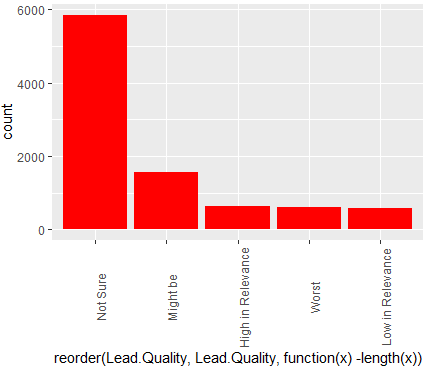 6000
4000
2000
0
count
Not Sure
Might be
High in Relevance
Worst
Low in Relevance
reorder(Lead.Quality, Lead.Quality, function(x) -length(x))